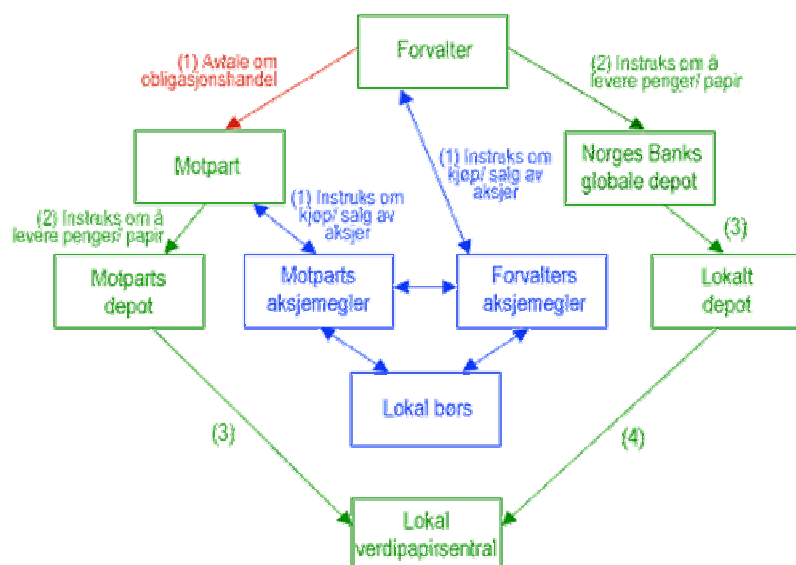 Forvalter
(1) Avtale om
obligasjonshandel
(2) Instruks om å
levere penger/ papir
Motpart
(1) Instruks om
kjøp/ salg av
aksjer
Norges Banks
globale depot
(1) Instruks om
kjøp/ salg av
aksjer
(2) Instruks om å
levere penger/ papir
(3)
Motparts
depot
Motparts
aksjemegler
Forvalters
aksjemegler
Lokalt
depot
Lokal børs
(3)
(4)
Lokal
verdipapirsentral